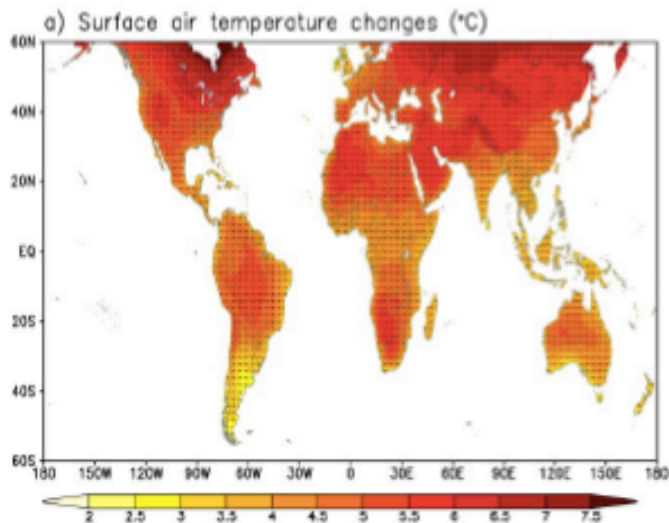 a) Surface air temperature changes (°C)
60N
40N
20N
EQ
20S
40S
60S
180 150W 120W 90W 60W 30W 0 30E 60E 90E 120E 150E 180
2 2.5 3 3.5 4 4.5 5 5.5 6 6.5 7 7.5